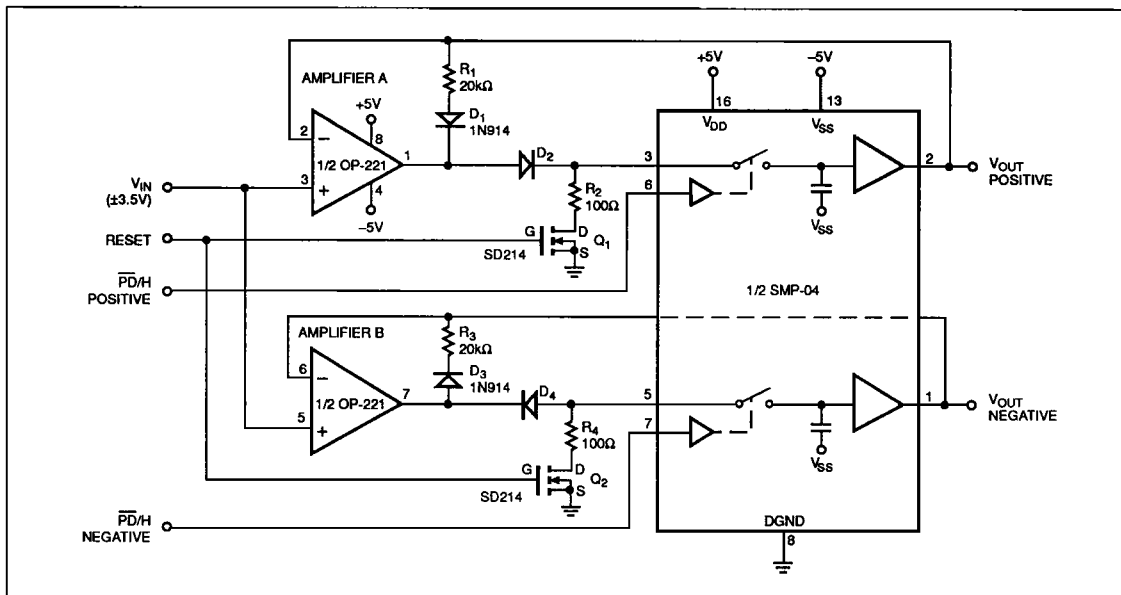 AMPLIFIER A
+5V
8
2
−
1/2 OP-221
1
3
+
4
−5V
R1
20kΩ
D1
1N914
D2
R2
100Ω
G
D
S
Q1
SD214
VIN
(±3.5V)
RESET
PD/H
POSITIVE
+5V
16
VDD
−5V
13
VSS
3
6
VSS
2
VOUT
POSITIVE
1/2 SMP-04
AMPLIFIER B
6
−
1/2 OP-221
7
5
+
R3
20kΩ
D3
1N914
D4
R4
100Ω
G
D
S
Q2
SD214
PD/H
NEGATIVE
5
7
VSS
1
VOUT
NEGATIVE
DGND
8